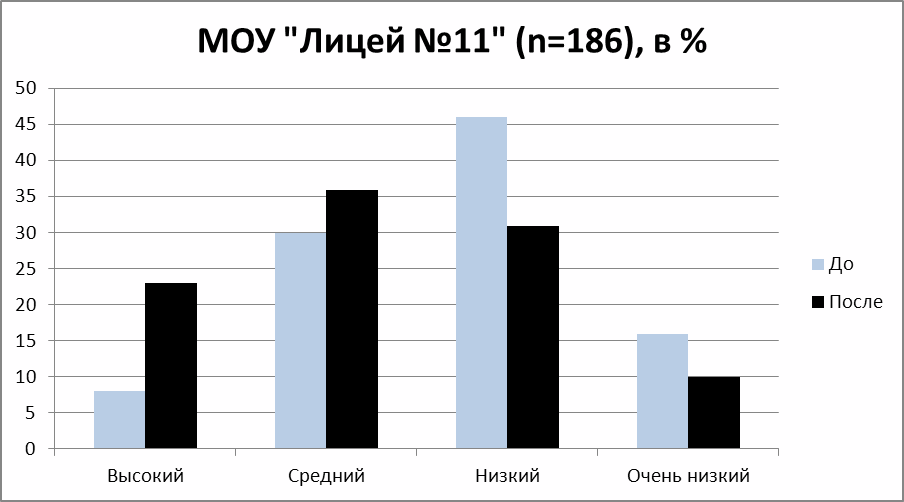 МОУ "Лицей №11" (n=186), в %
50
45
40
35
30
25
20
15
10
5
0
Высокий
Средний
Низкий
Очень низкий
До
После